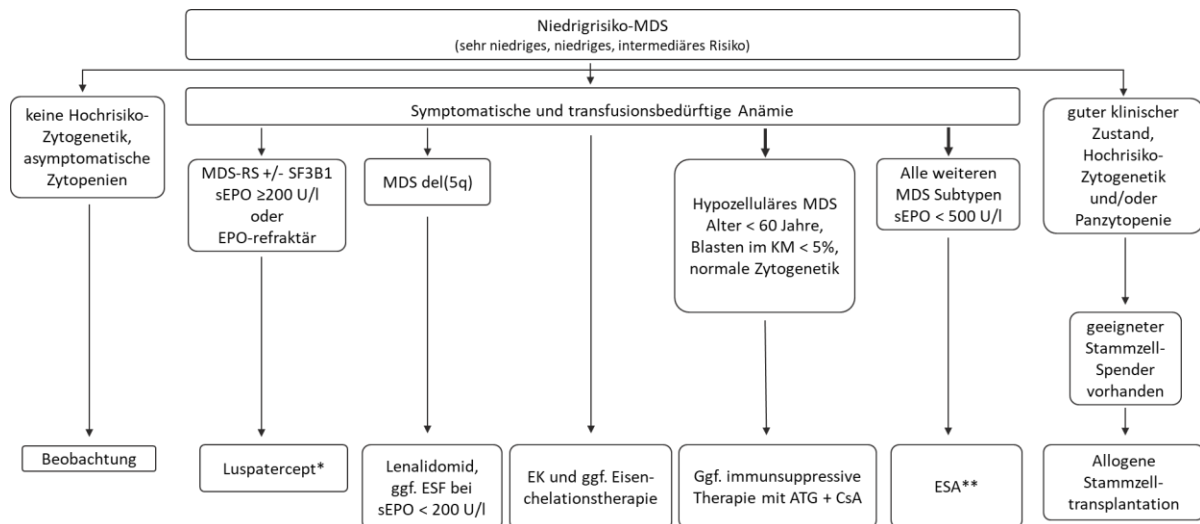 Niedrigrisiko-MDS
(sehr niedriges, niedriges, intermediäres Risiko)
keine Hochrisiko-
Zytogenetik,
asymptomatische
Zytopenien
Symptomatische und transfusionsbedürftige Anämie
guter klinischer
Zustand,
Hochrisiko-
Zytogenetik
und/oder
Panzytopenie
MDS-RS +/- SF3B1
sEPO ≥200 U/l
oder
EPO-refraktär
MDS del(5q)
Hypozelluläres MDS
Alter < 60 Jahre,
Blasten im KM < 5%,
normale Zytogenetik
Alle weiteren
MDS Subtypen
sEPO < 500 U/l
geeigneter
Stammzell-
Spender
vorhanden
Beobachtung
Luspatercept*
Lenalidomid,
ggf. ESF bei
sEPO < 200 U/l
EK und ggf. Eisen-
chelationstherapie
Ggf. immunsuppressive
Therapie mit ATG + CsA
ESA**
Allogene
Stammzell-
transplantation